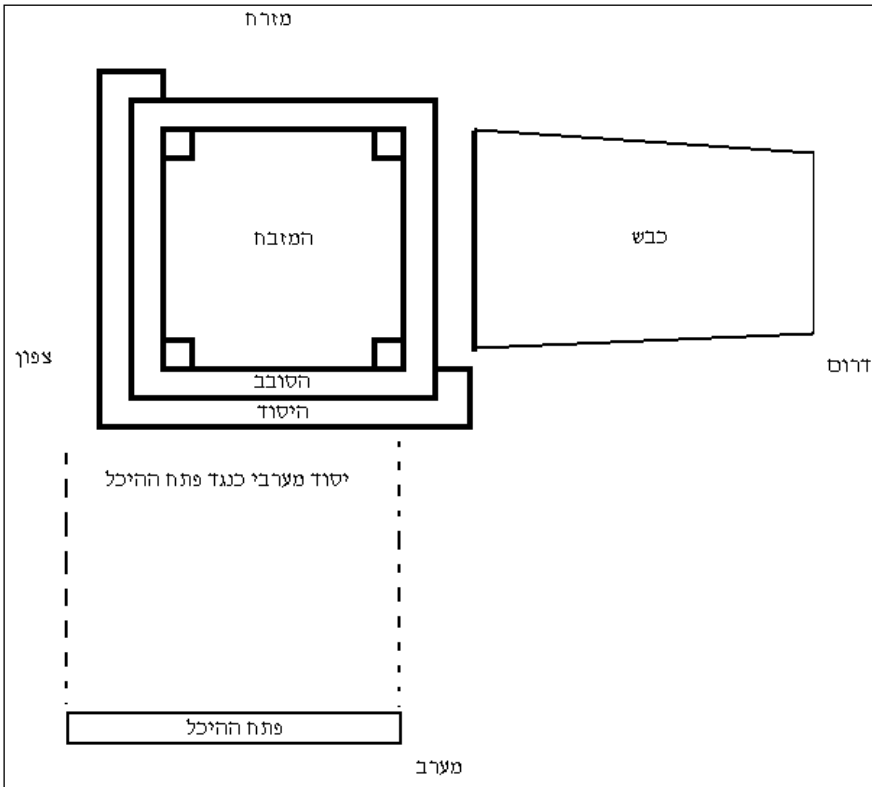 מזרח
המזבח
כבש
צפון
דרום
הסובב
היסוד
יסוד מערבי כנגד פתח ההיכל
פתח ההיכל
מערב